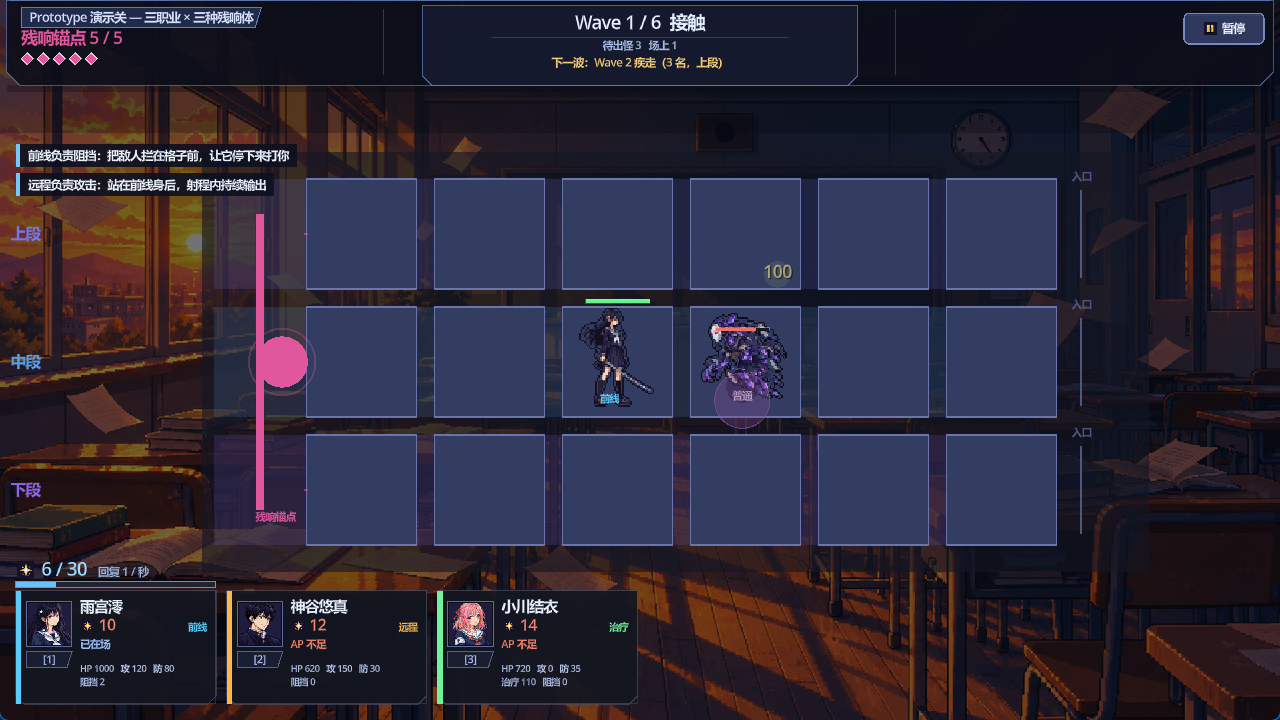 Prototype 演示关 — 三职业 × 三种残响体
残响锚点 5 / 5
Wave 1 / 6 接触
待出怪 3 场上 1
下一波: Wave 2 疾走 (3 名, 上段)
暂停
前线负责阻挡: 把敌人拦在格子前, 让它停下来打你
远程负责攻击: 站在前线身后, 射程内持续输出
入口
上段
100
入口
中段
前线
普通
入口
下段
残响锚点
6 / 30 回复 1 / 秒
雨宫澪
10
前线
已在场
[1]
HP 1000 攻 120 防 80
阻挡 2
神谷悠真
12
远程
AP 不足
[2]
HP 620 攻 150 防 30
阻挡 0
小川结衣
14
治疗
AP 不足
[3]
HP 720 攻 0 防 35
治疗 110 阻挡 0